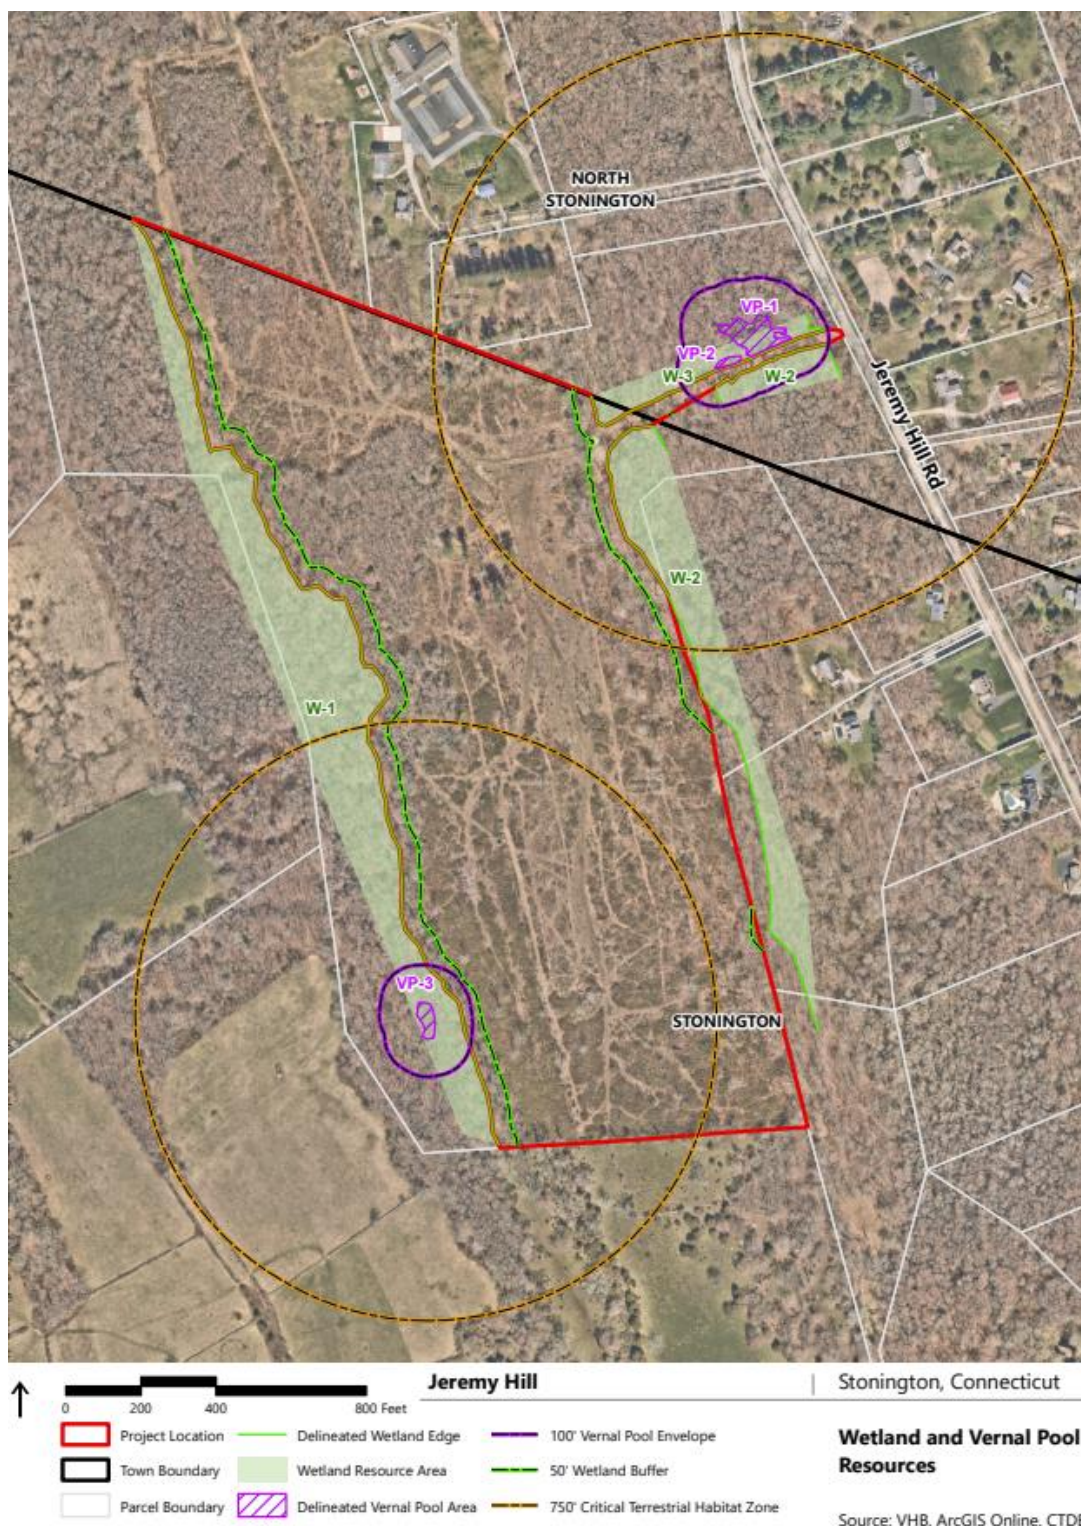 NORTH
STONINGTON
VP-1
VP-2
W-3
W-2
Jeremy Hill Rd
W-2
W-1
VP-3
STONINGTON
Jeremy Hill
Stonington, Connecticut
0 200 400 800 Feet
Project Location
Delineated Wetland Edge
100' Vernal Pool Envelope
Wetland and Vernal Pool
Resources
Town Boundary
Wetland Resource Area
50' Wetland Buffer
Parcel Boundary
Delineated Vernal Pool Area
750' Critical Terrestrial Habitat Zone
Source: VHB, ArcGIS Online,